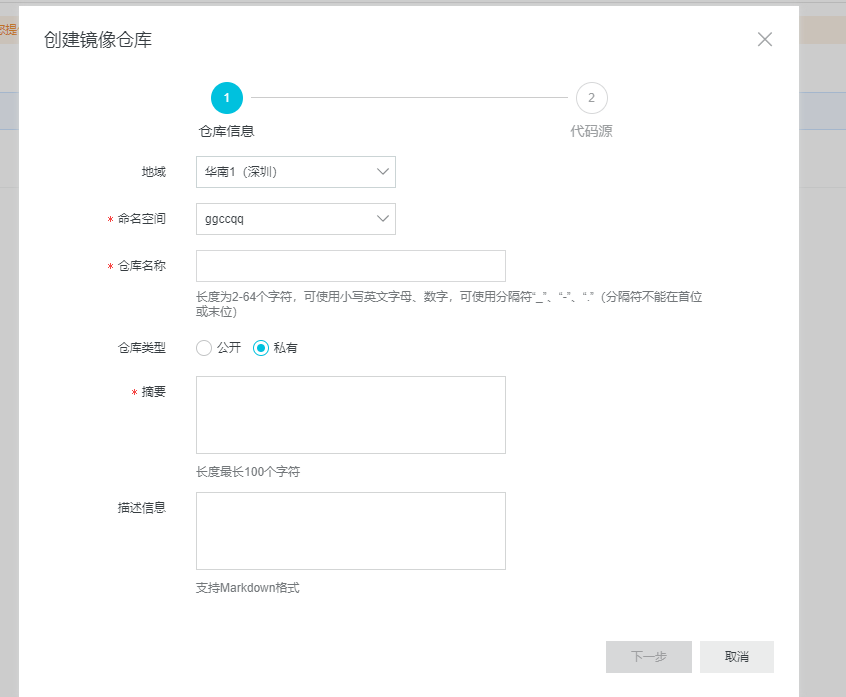 您提
创建镜像仓库
1
2
仓库信息
代码源
地域
华南1（深圳）
* 命名空间
ggccqq
* 仓库名称
长度为2-64个字符，可使用小写英文字母、数字，可使用分隔符“_”、“-”、“.”（分隔符不能在首位
或末位）
仓库类型
公开
私有
* 摘要
长度最长100个字符
描述信息
支持Markdown格式
下一步
取消